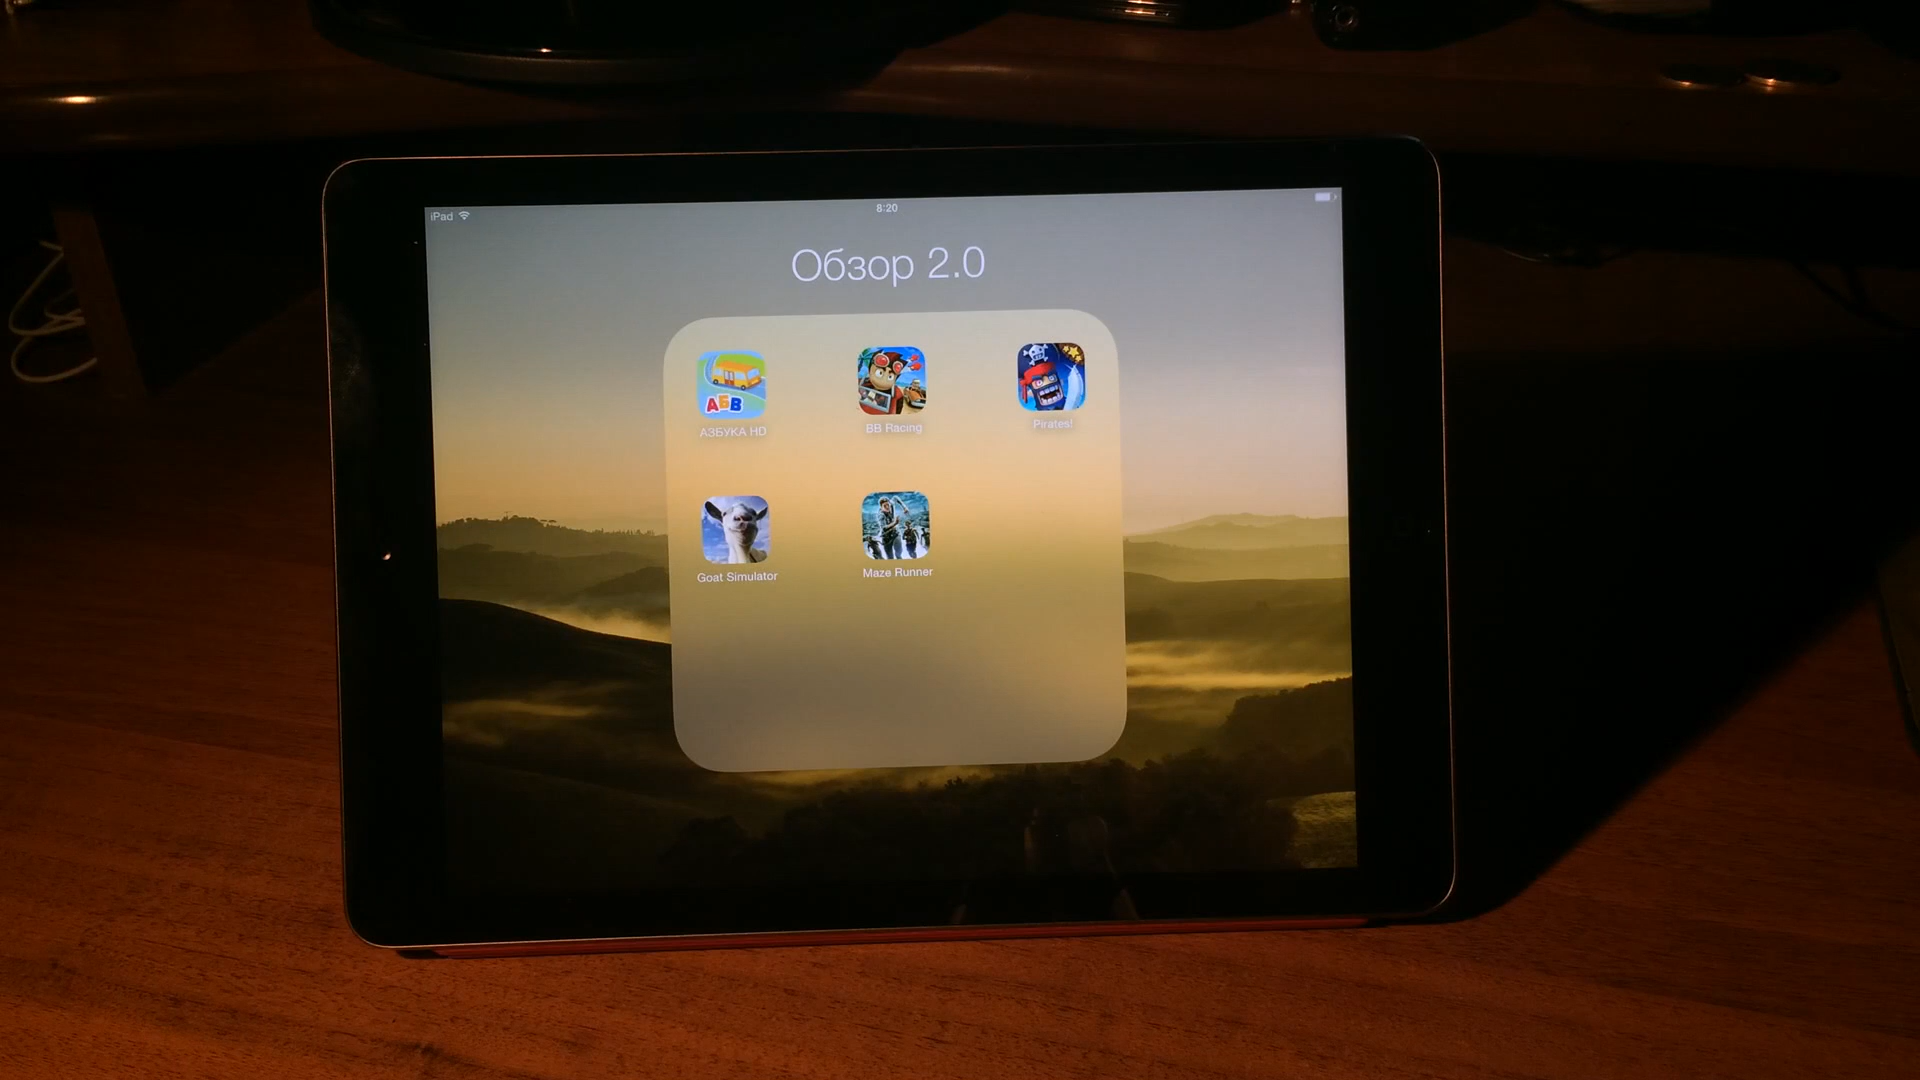 iPad
8:20
Обзор 2.0
АБВ
АЗБУКА HD
BB Racing
Pirates!
Goat Simulator
Maze Runner